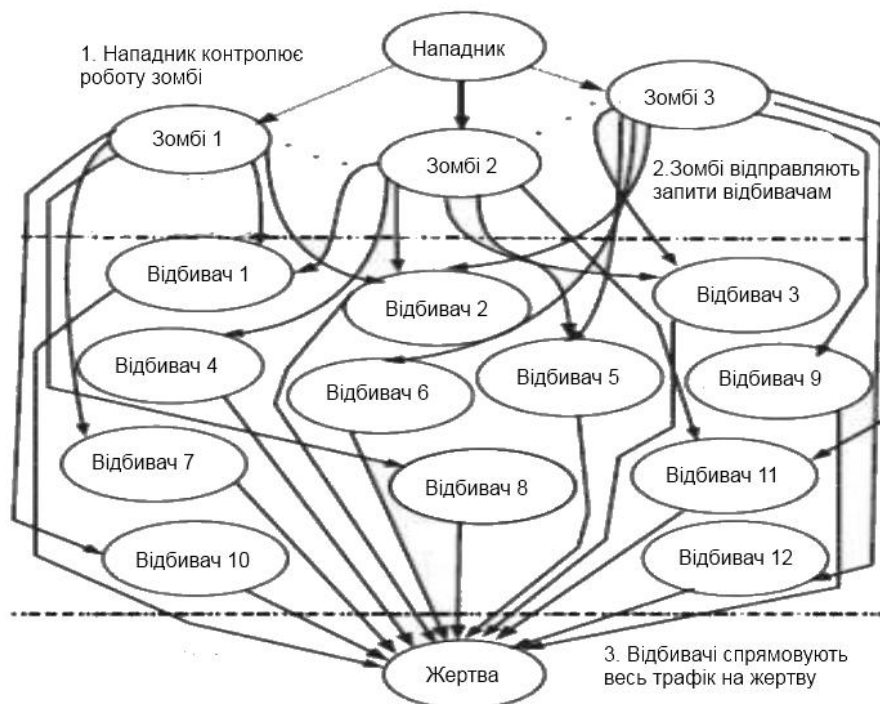 Нападник
1. Нападник контролює
роботу зомбі
Зомбі 3
Зомбі 1
Зомбі 2
2.Зомбі відправляють
запити відбивачам
Відбивач 1
Відбивач 2
Відбивач 3
Відбивач 4
Відбивач 6
Відбивач 5
Відбивач 9
Відбивач 7
Відбивач 8
Відбивач 11
Відбивач 10
Відбивач 12
Жертва
3. Відбивачі спрямовують
весь трафік на жертву